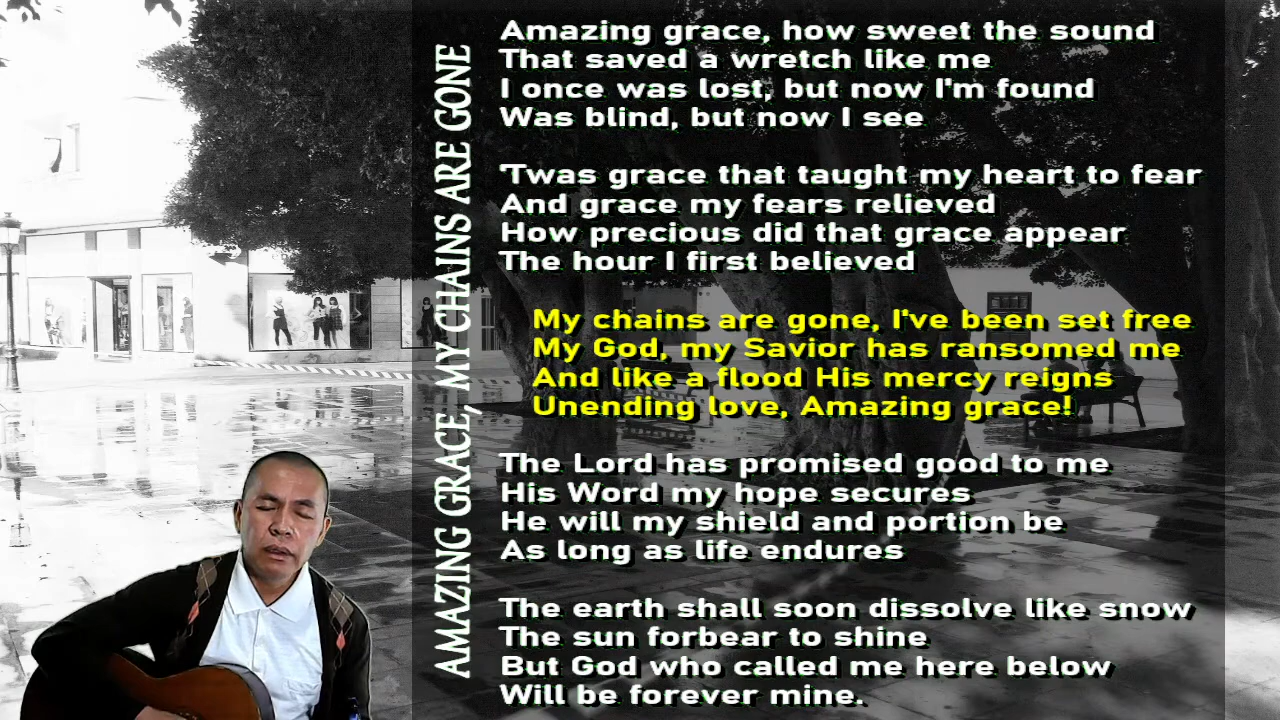 AMAZING GRACE, MY CHAINS ARE GONE
Amazing grace, how sweet the sound
That saved a wretch like me
I once was lost, but now I'm found
Was blind, but now I see
'Twas grace that taught my heart to fear
And grace my fears relieved
How precious did that grace appear
The hour I first believed
My chains are gone, I've been set free
My God, my Savior has ransomed me
And like a flood His mercy reigns
Unending love, Amazing grace!
The Lord has promised good to me
His Word my hope secures
He will my shield and portion be
As long as life endures
The earth shall soon dissolve like snow
The sun forbear to shine
But God who called me here below
Will be forever mine.